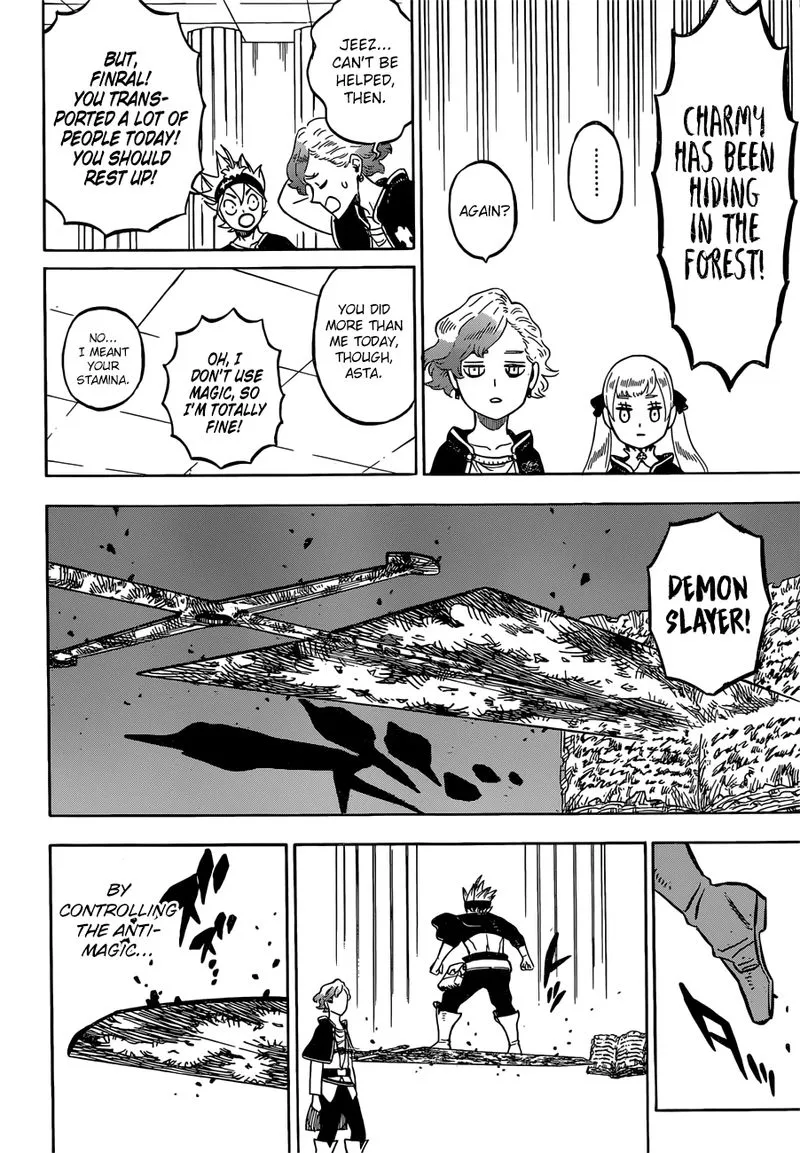 CHARMY
HAS BEEN
HIDING
IN THE
FOREST!
.........
AGAIN?
JEEZ...
CAN'T BE
HELPED,
THEN.
BUT,
FINRAL!
YOU TRANS-
PORTED A LOT OF
PEOPLE TODAY!
YOU SHOULD
REST UP!
YOU DID
MORE THAN
ME TODAY,
THOUGH,
ASTA.
OH, I
DON'T USE
MAGIC, SO
I'M TOTALLY
FINE!
NO...
I MEANT
YOUR
STAMINA.
DEMON
SLAYER!
BY
CONTROLLING
THE ANTI-
MAGIC...